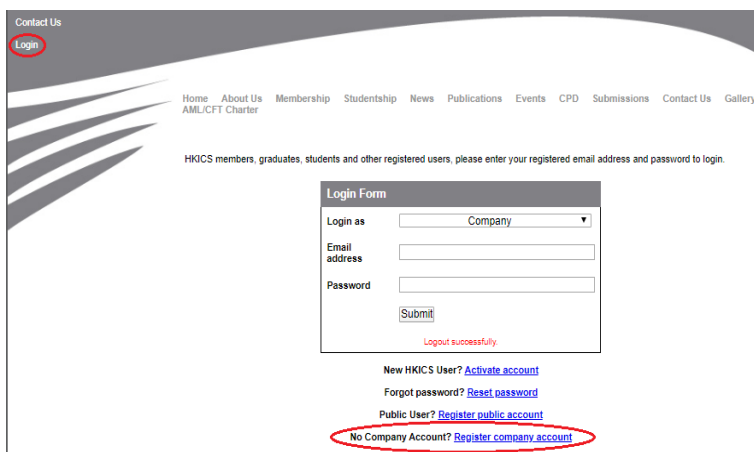 Contact Us
Login
Home About Us Membership Studentship News Publications Events CPD Submissions Contact Us Gallery
AML/CFT Charter
HKICS members, graduates, students and other registered users, please enter your registered email address and password to login.
Login Form
Login as Company
Email
address
Password
Submit
Logout successfully.
New HKICS User? Activate account
Forgot password? Reset password
Public User? Register public account
No Company Account? Register company account